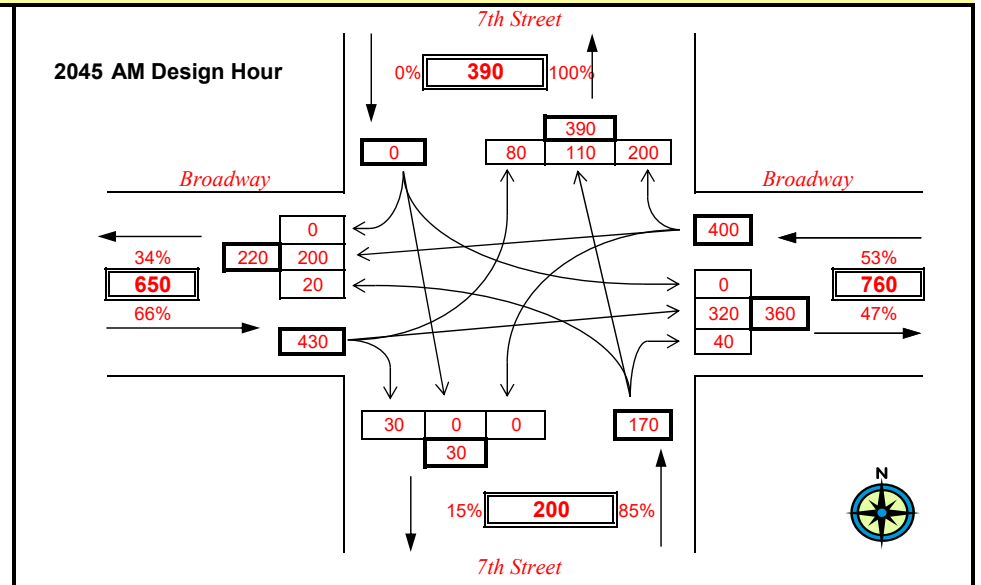 7th Street
2045 AM Design Hour
0% 390 100%
390
0 80 110 200
Broadway Broadway
0 400
34% 220 200 53%
650 20 0 760
66% 320 360 47%
430 40
30 0 0 170
30
N
15% 200 85%
7th Street